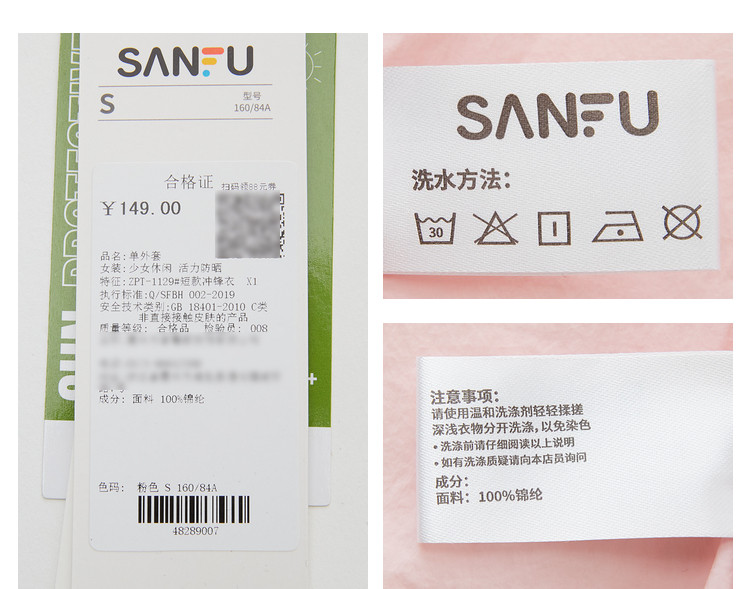 SUN PROTECTIVE
SANFU
S
型号
160/84A
合格证
扫码领88元券
￥149.00
品名:单外套
女装:少女休闲 活力防晒
特征:ZPT-1129#短款冲锋衣 X1
执行标准:Q/SFBH 002-2019
安全技术类别:GB 18401-2010 C类
非直接接触皮肤的产品
质量等级: 合格品 检验员: 008
成分: 面料 100%锦纶
色码: 粉色 S 160/84A
48289007
+
SANFU
洗水方法:
30
注意事项:
请使用温和洗涤剂轻轻揉搓
深浅衣物分开洗涤,以免染色
•洗涤前请仔细阅读以上说明
•如有洗涤质疑请向本店员询问
成分:
面料: 100%锦纶